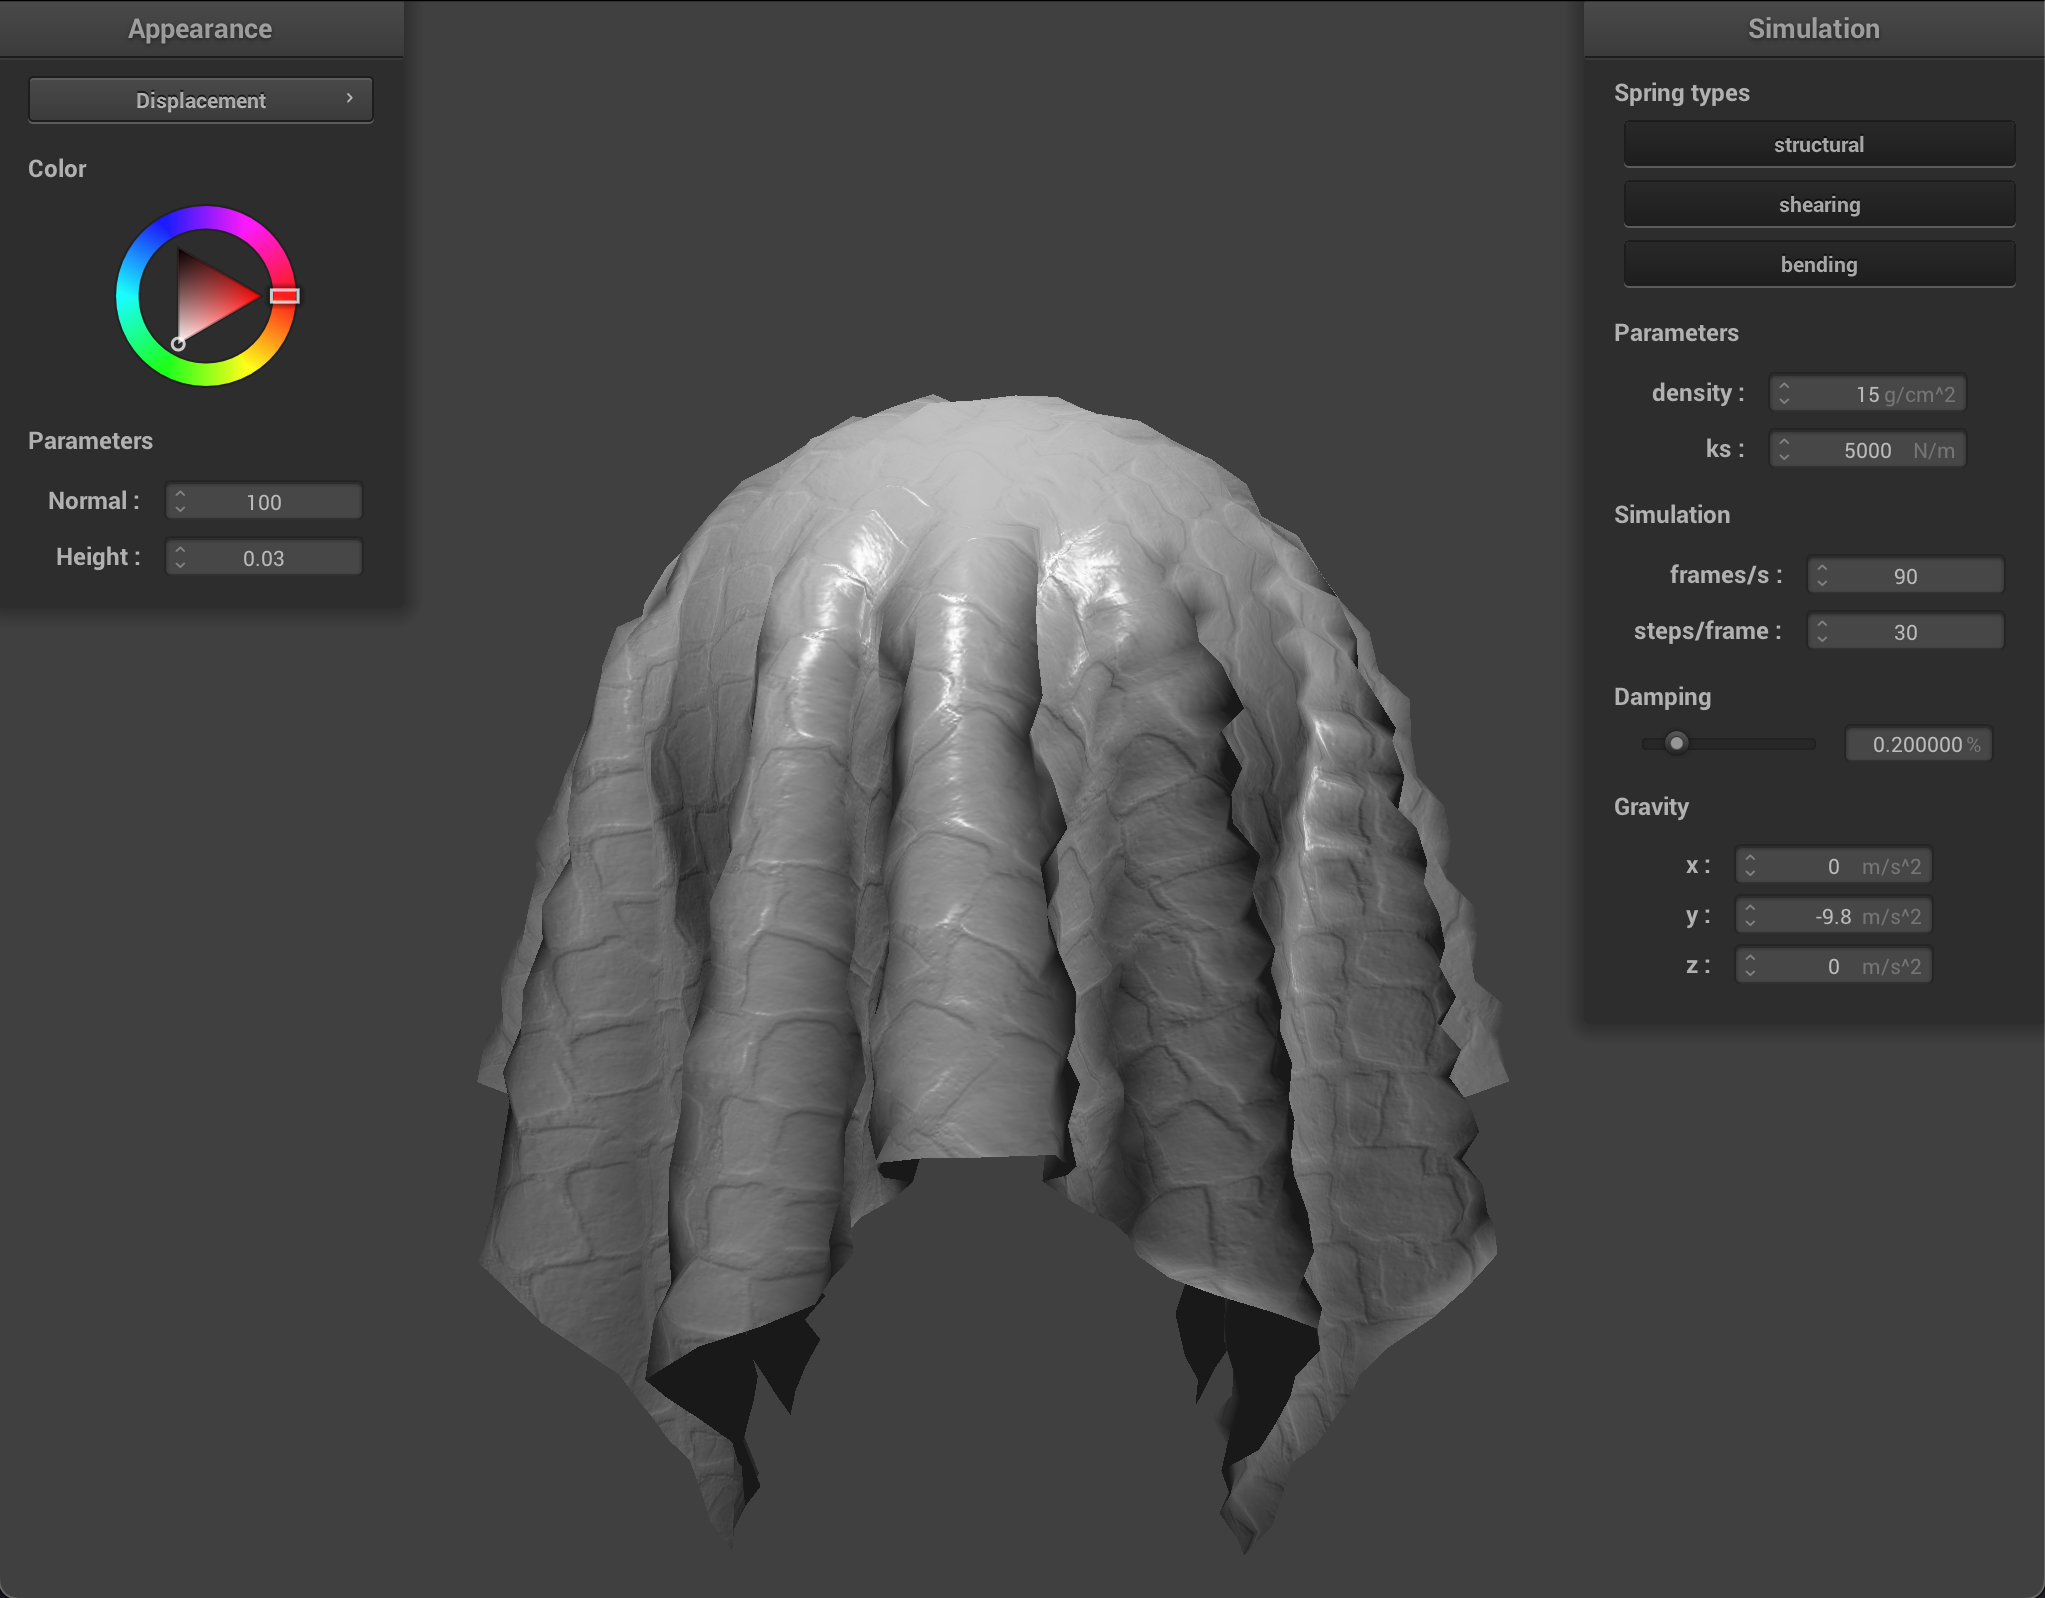 Appearance
Displacement
Color
Parameters
Normal : 100
Height : 0.03
Simulation
Spring types
structural
shearing
bending
Parameters
density : 15 g/cm^2
ks : 5000 N/m
Simulation
frames/s : 90
steps/frame : 30
Damping
0.200000 %
Gravity
x : 0 m/s^2
y : -9.8 m/s^2
z : 0 m/s^2